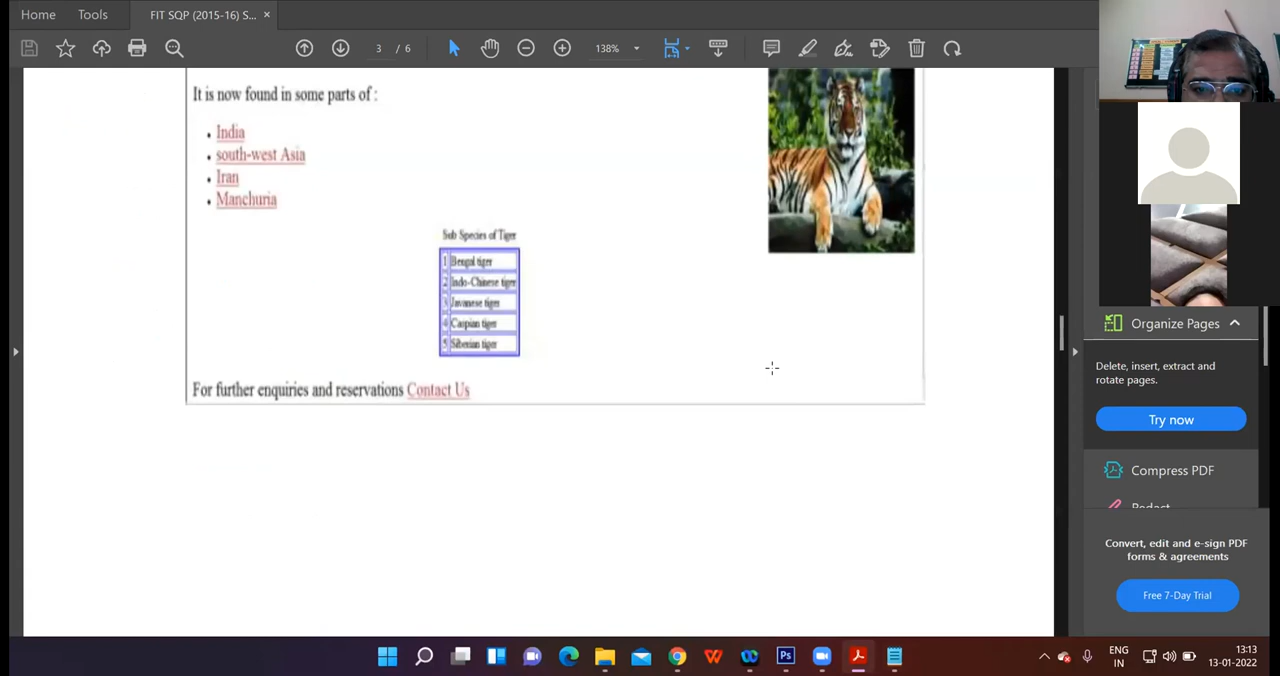 Home Tools FIT SQP (2015-16) S... ×
3 / 6 138%
It is now found in some parts of :
• India
• south-west Asia
• Iran
• Manchuria
Sub Species of Tiger
1 Bengal tiger
2 Indo-Chinese tiger
3 Javanese tiger
4 Caspian tiger
5 Siberian tiger
For further enquiries and reservations Contact Us
Organize Pages
Delete, insert, extract and
rotate pages.
Try now
Compress PDF
Redact
Convert, edit and e-sign PDF
forms & agreements
Free 7-Day Trial
W Ps
ENG
IN
13:13
13-01-2022